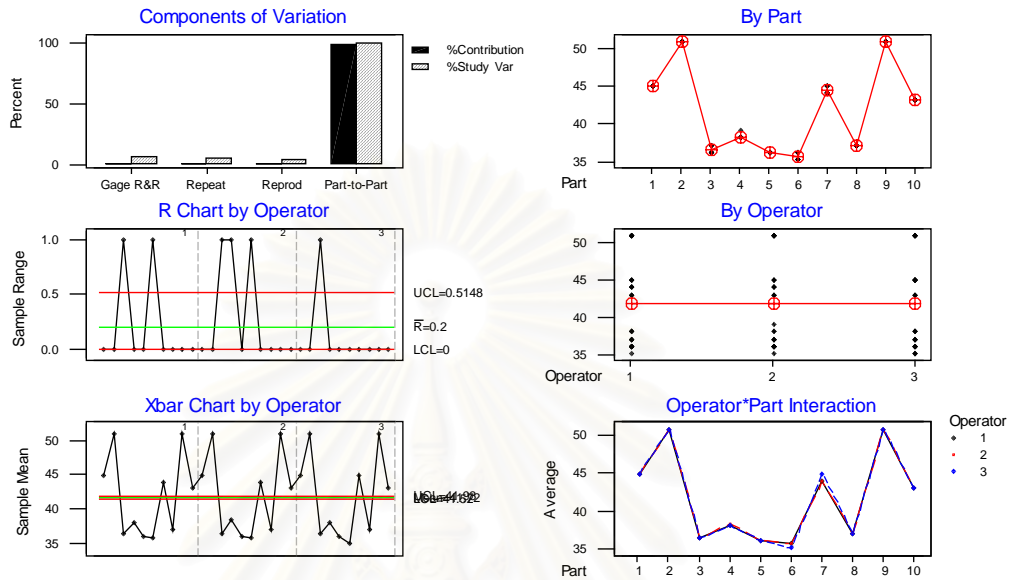 Components of Variation
100
50
0
Percent
Gage R&R Repeat Reprod Part-to-Part
%Contribution
%Study Var
By Part
50
45
40
35
Part 1 2 3 4 5 6 7 8 9 10
R Chart by Operator
1 2 3
1.0
0.5
0.0
Sample Range
UCL=0.5148
R=0.2
LCL=0
By Operator
50
45
40
35
Operator 1 2 3
Xbar Chart by Operator
1 2 3
50
45
40
35
Sample Mean
Operator*Part Interaction
50
45
40
35
Average
Part 1 2 3 4 5 6 7 8 9 10
Operator
1
2
3